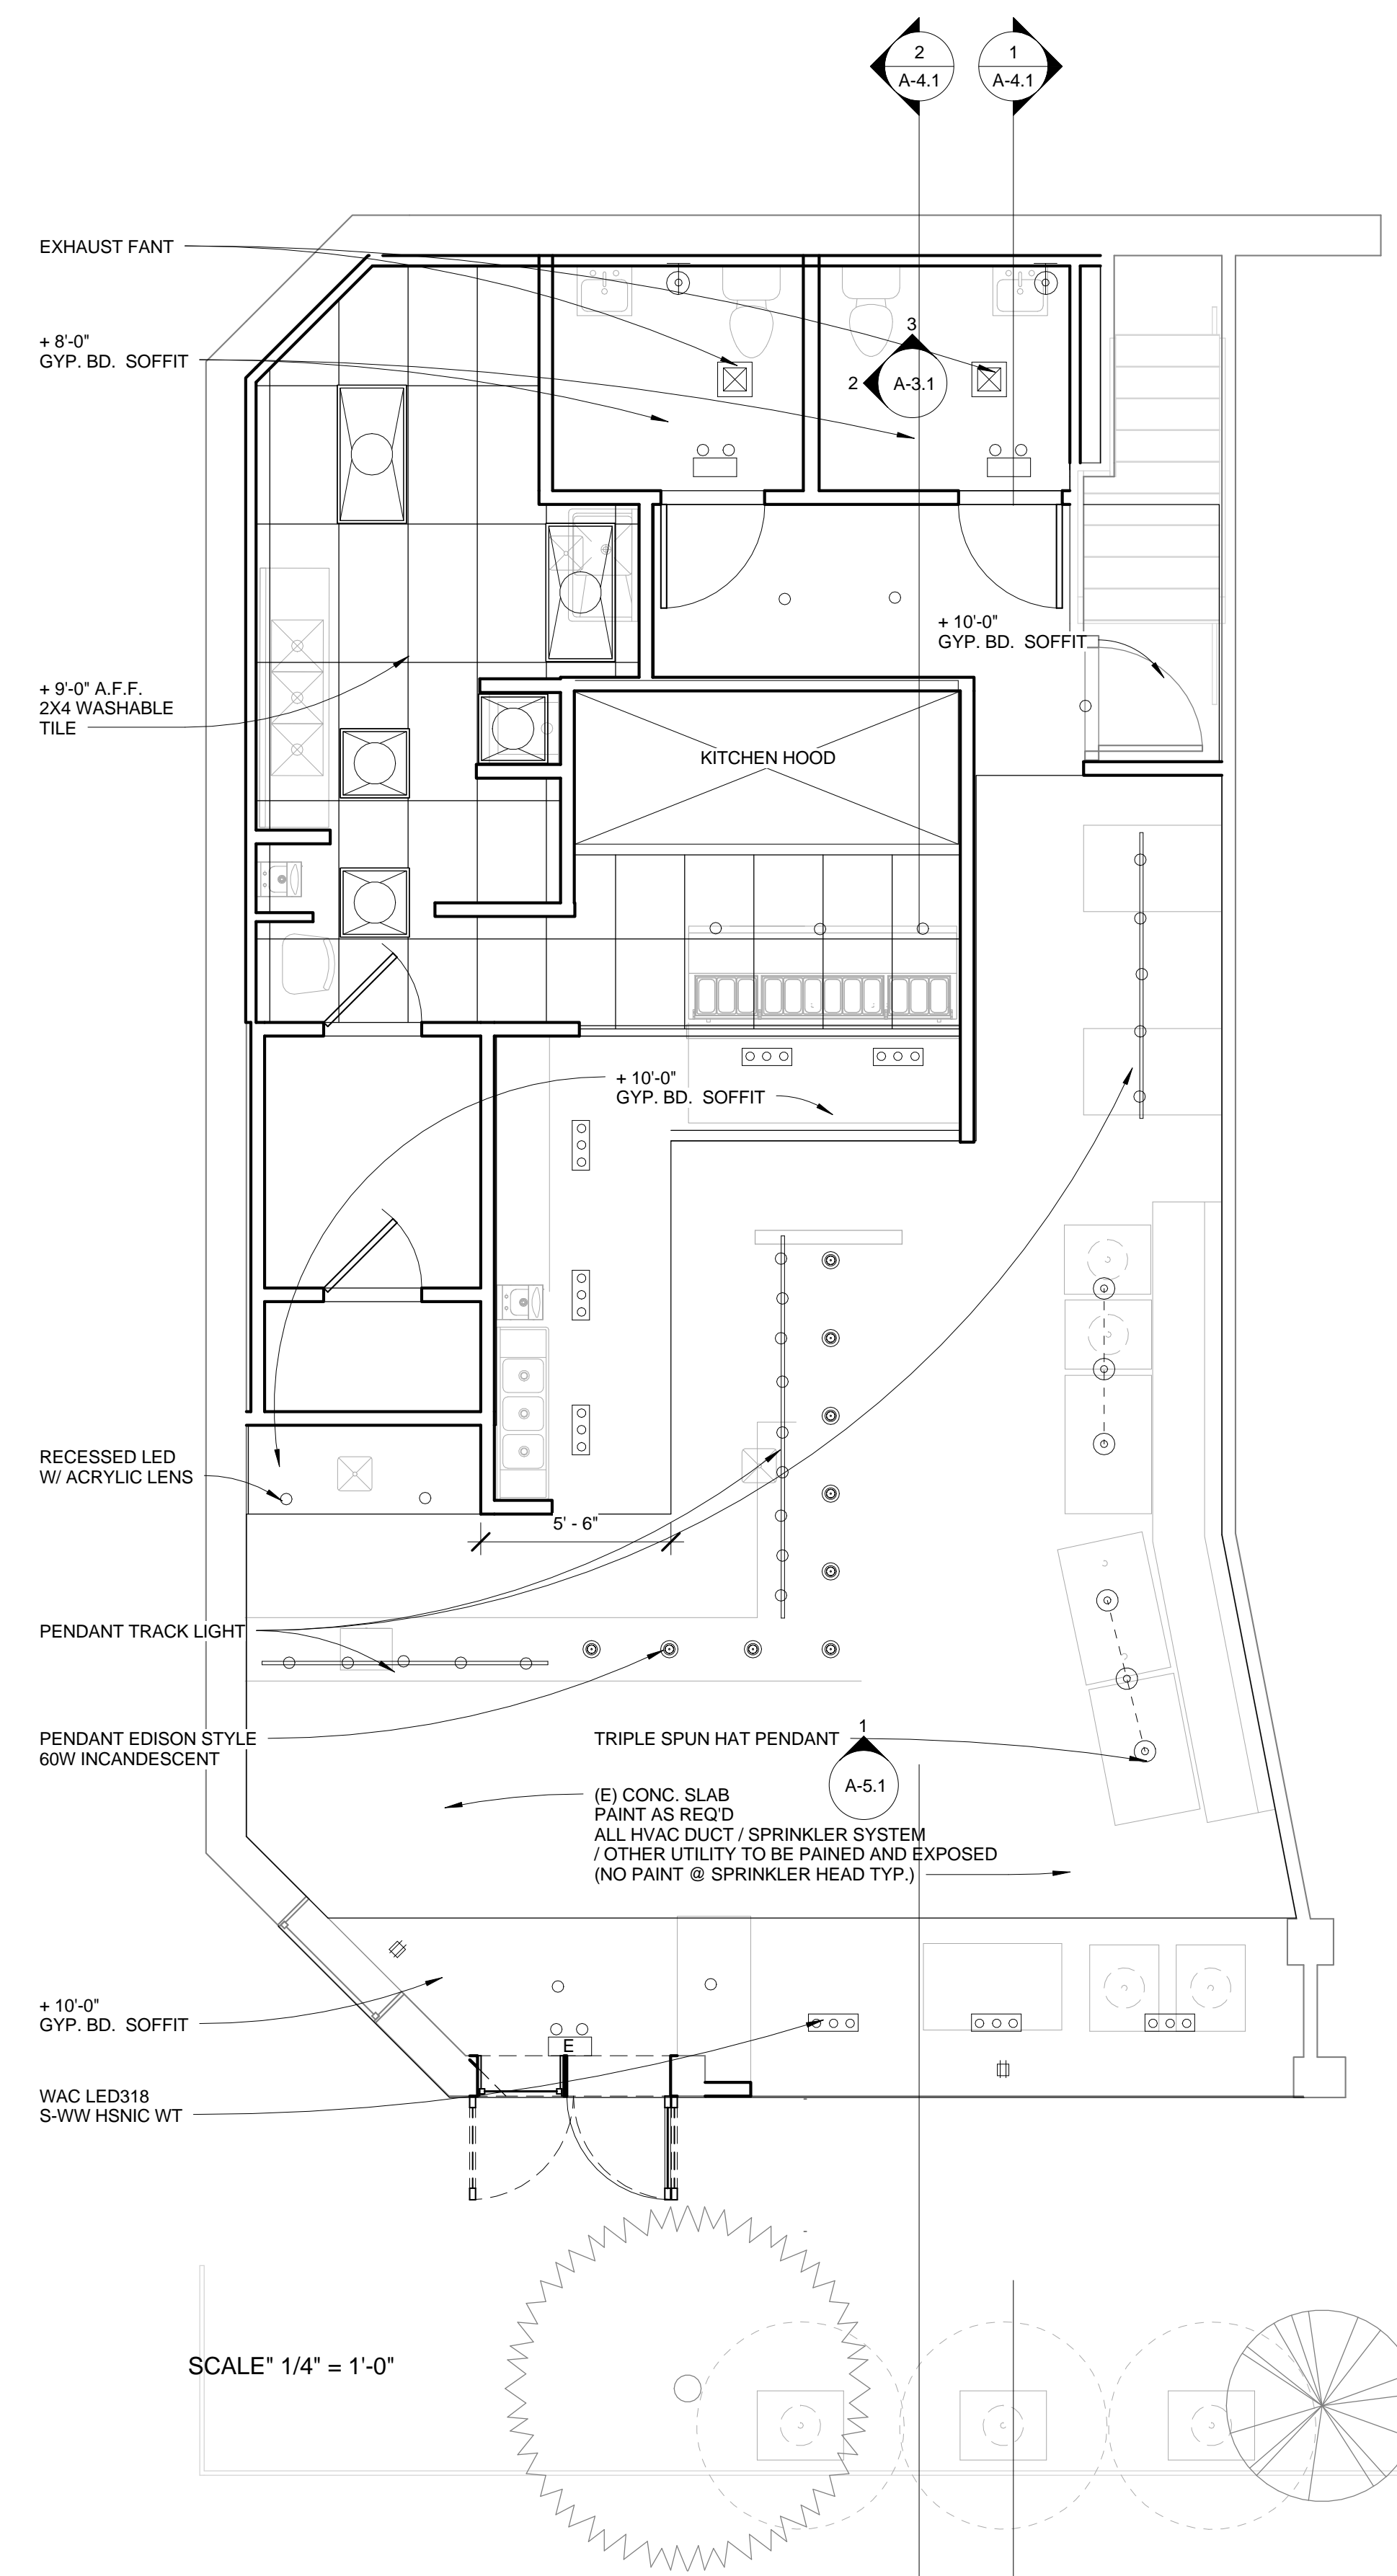 2
A-4.1
1
A-4.1
EXHAUST FANT
+ 8'-0"
GYP. BD. SOFFIT
3
2
A-3.1
+ 10'-0"
GYP. BD. SOFFIT
+ 9'-0" A.F.F.
2X4 WASHABLE
TILE
KITCHEN HOOD
+ 10'-0"
GYP. BD. SOFFIT
RECESSED LED
W/ ACRYLIC LENS
5' - 6"
PENDANT TRACK LIGHT
PENDANT EDISON STYLE
60W INCANDESCENT
TRIPLE SPUN HAT PENDANT
1
A-5.1
(E) CONC. SLAB
PAINT AS REQ'D
ALL HVAC DUCT / SPRINKLER SYSTEM
/ OTHER UTILITY TO BE PAINED AND EXPOSED
(NO PAINT @ SPRINKLER HEAD TYP.)
+ 10'-0"
GYP. BD. SOFFIT
E
WAC LED318
S-WW HSNIC WT
SCALE" 1/4" = 1'-0"